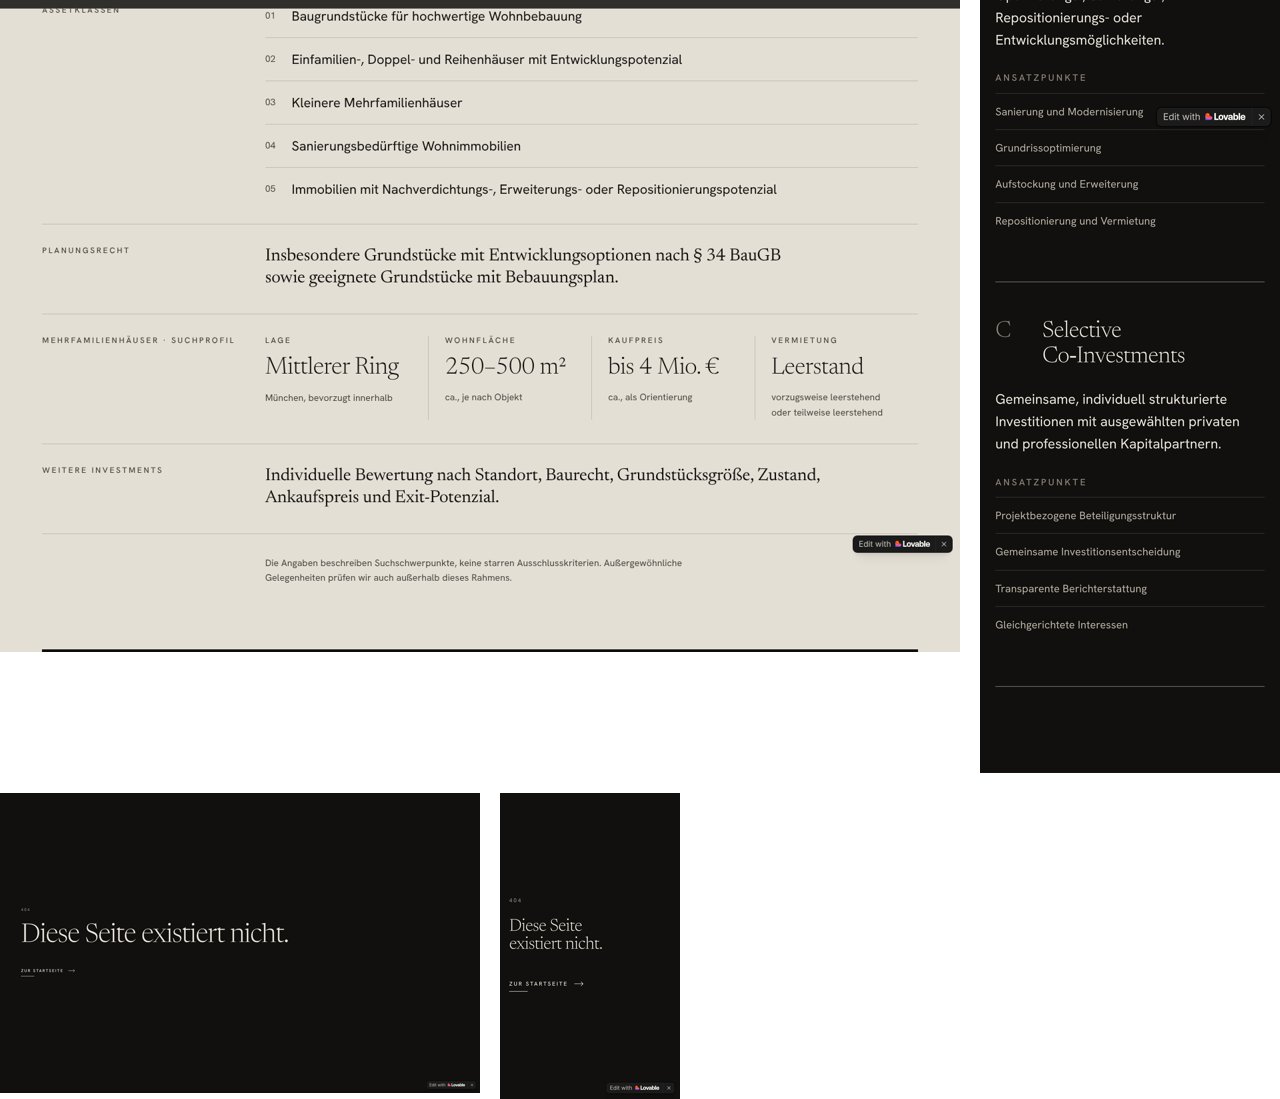 ASSETKLASSEN
01 Baugrundstücke für hochwertige Wohnbebauung
02 Einfamilien-, Doppel- und Reihenhäuser mit Entwicklungspotenzial
03 Kleinere Mehrfamilienhäuser
04 Sanierungsbedürftige Wohnimmobilien
05 Immobilien mit Nachverdichtungs-, Erweiterungs- oder Repositionierungspotenzial
PLANUNGSRECHT
Insbesondere Grundstücke mit Entwicklungsoptionen nach § 34 BauGB
sowie geeignete Grundstücke mit Bebauungsplan.
MEHRFAMILIENHÄUSER · SUCHPROFIL
LAGE
Mittlerer Ring
München, bevorzugt innerhalb
WOHNFLÄCHE
250–500 m²
ca., je nach Objekt
KAUFPREIS
bis 4 Mio. €
ca., als Orientierung
VERMIETUNG
Leerstand
vorzugsweise leerstehend
oder teilweise leerstehend
WEITERE INVESTMENTS
Individuelle Bewertung nach Standort, Baurecht, Grundstücksgröße, Zustand,
Ankaufspreis und Exit-Potenzial.
Edit with Lovable ×
Die Angaben beschreiben Suchschwerpunkte, keine starren Ausschlusskriterien. Außergewöhnliche
Gelegenheiten prüfen wir auch außerhalb dieses Rahmens.
Repositionierungs- oder
Entwicklungsmöglichkeiten.
ANSATZPUNKTE
Sanierung und Modernisierung
Edit with Lovable ×
Grundrissoptimierung
Aufstockung und Erweiterung
Repositionierung und Vermietung
C Selective
Co-Investments
Gemeinsame, individuell strukturierte
Investitionen mit ausgewählten privaten
und professionellen Kapitalpartnern.
ANSATZPUNKTE
Projektbezogene Beteiligungsstruktur
Gemeinsame Investitionsentscheidung
Transparente Berichterstattung
Gleichgerichtete Interessen
404
Diese Seite existiert nicht.
ZUR STARTSEITE →
Edit with Lovable ×
404
Diese Seite
existiert nicht.
ZUR STARTSEITE →
Edit with Lovable ×